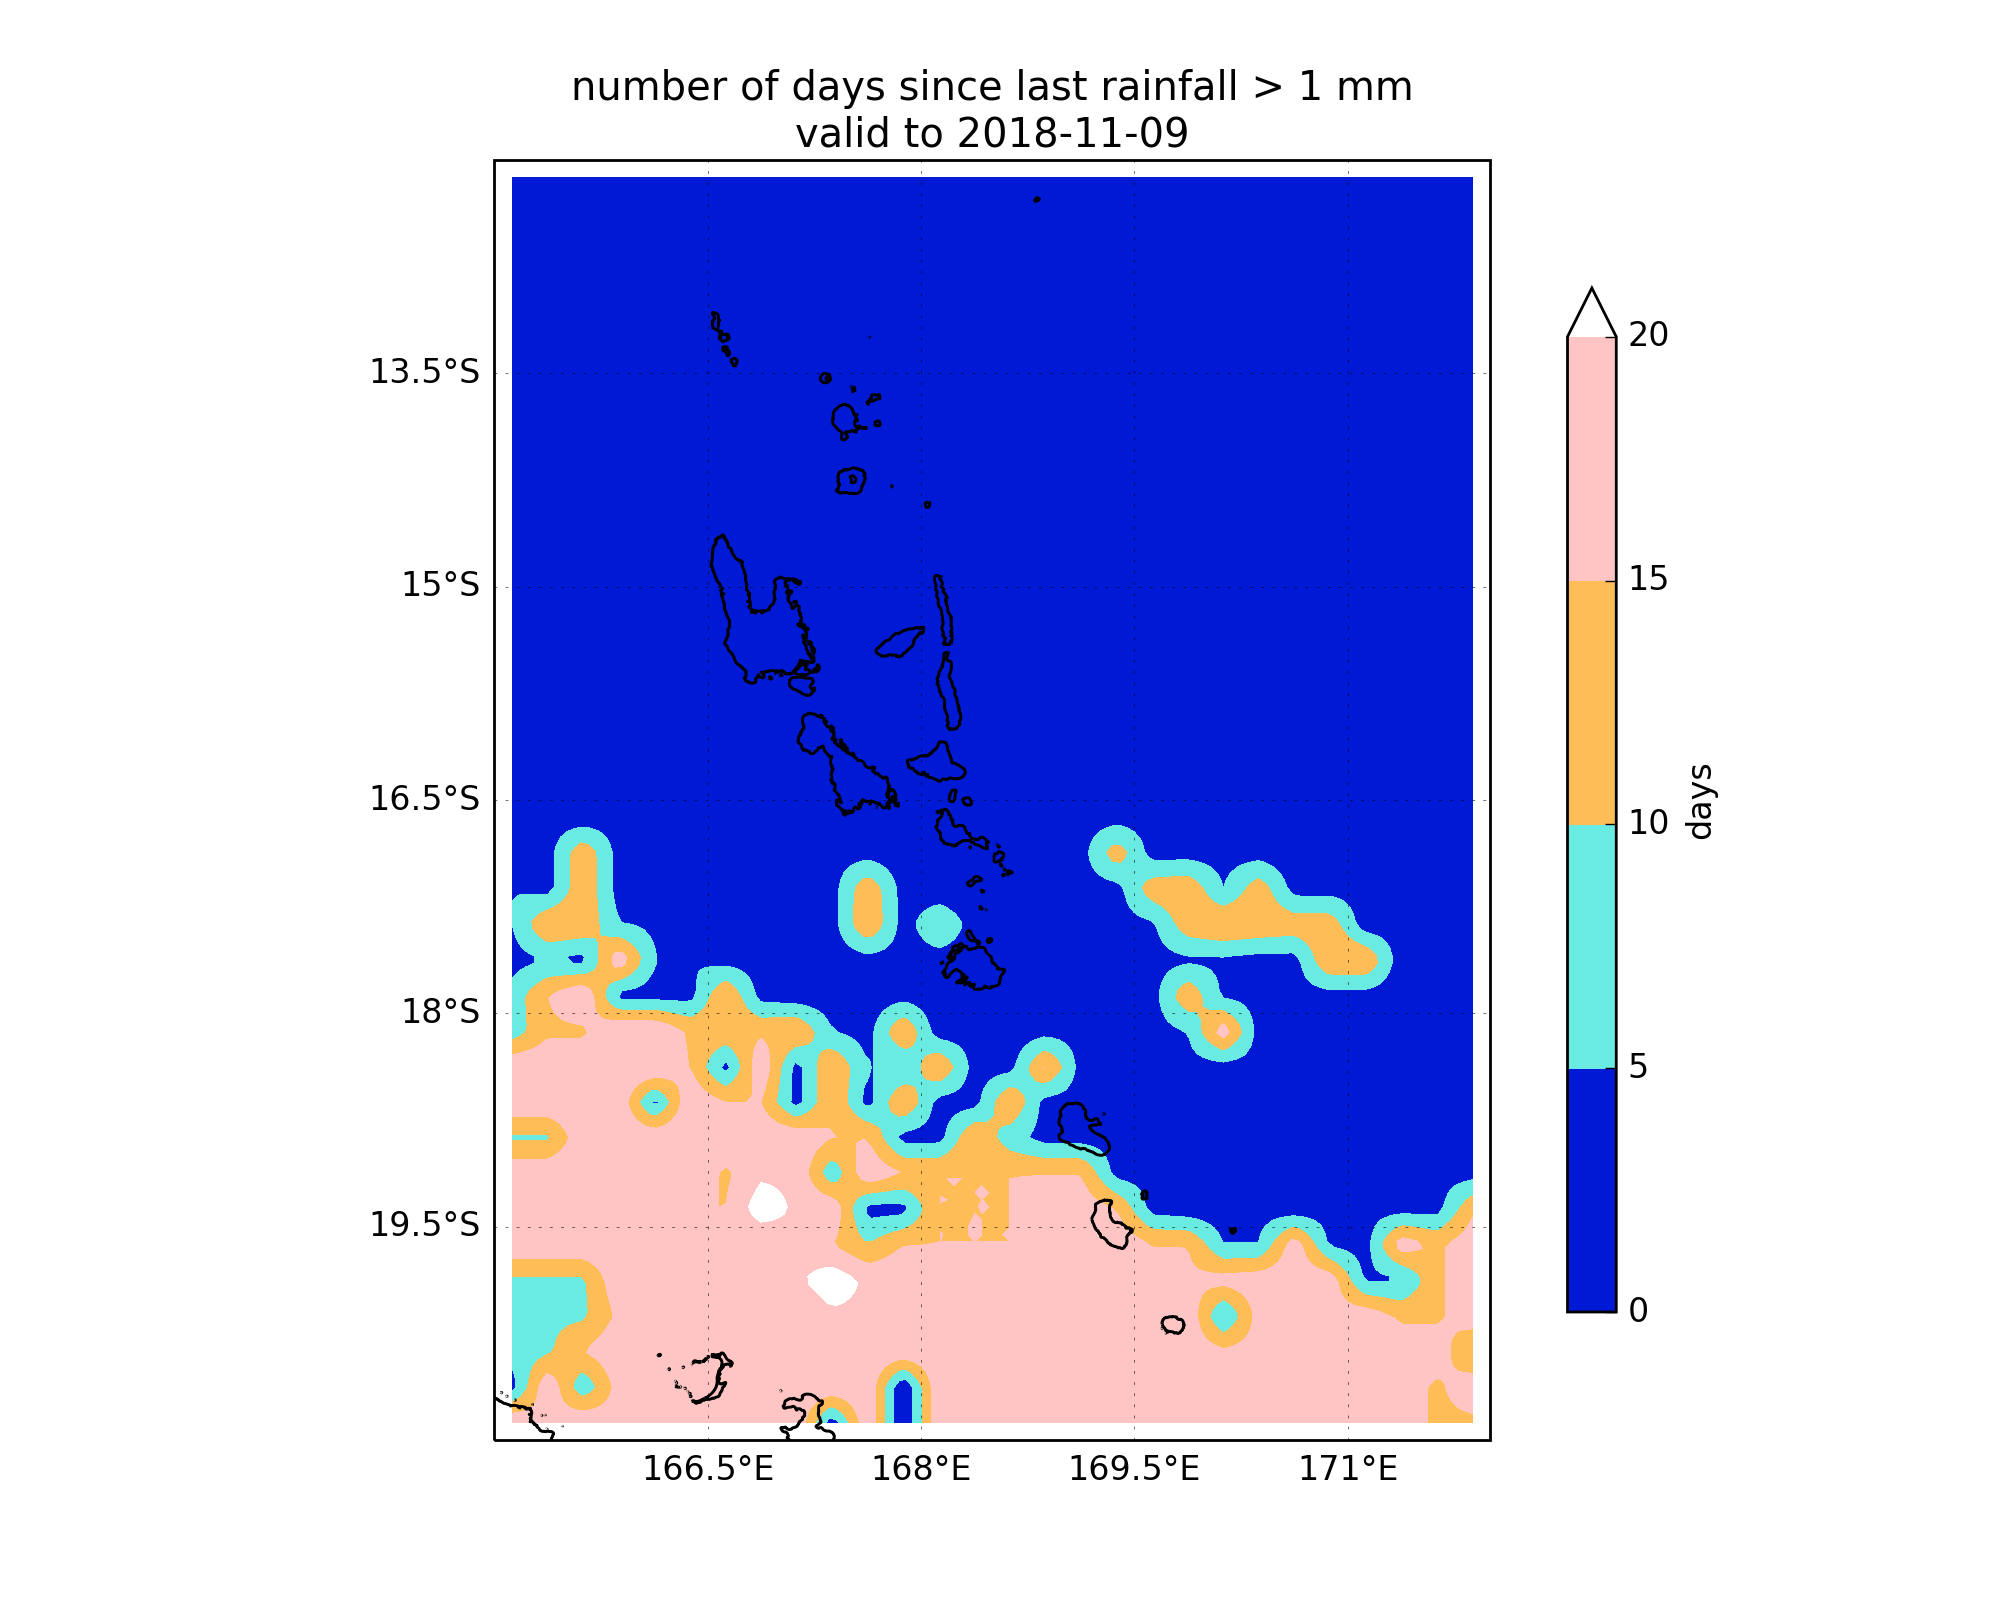 number of days since last rainfall > 1 mm
valid to 2018-11-09
13.5°S
15°S
16.5°S
18°S
19.5°S
166.5°E
168°E
169.5°E
171°E
20
15
10
5
0
days